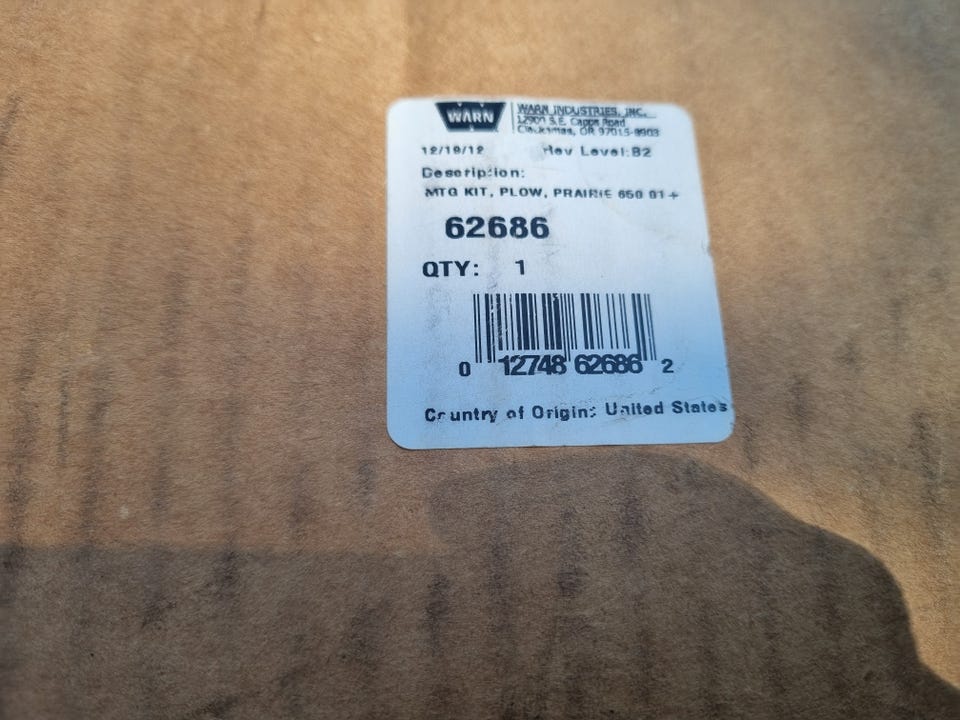 WARN
WARN INDUSTRIES, INC.
12900 S.E. Capps Road
Clackamas, OR 97015-8903
12/18/12 Rev Level:B2
Description:
MTG KIT, PLOW, PRAIRIE 650 01+
62686
QTY: 1
0 12748 62686 2
Country of Origin: United States